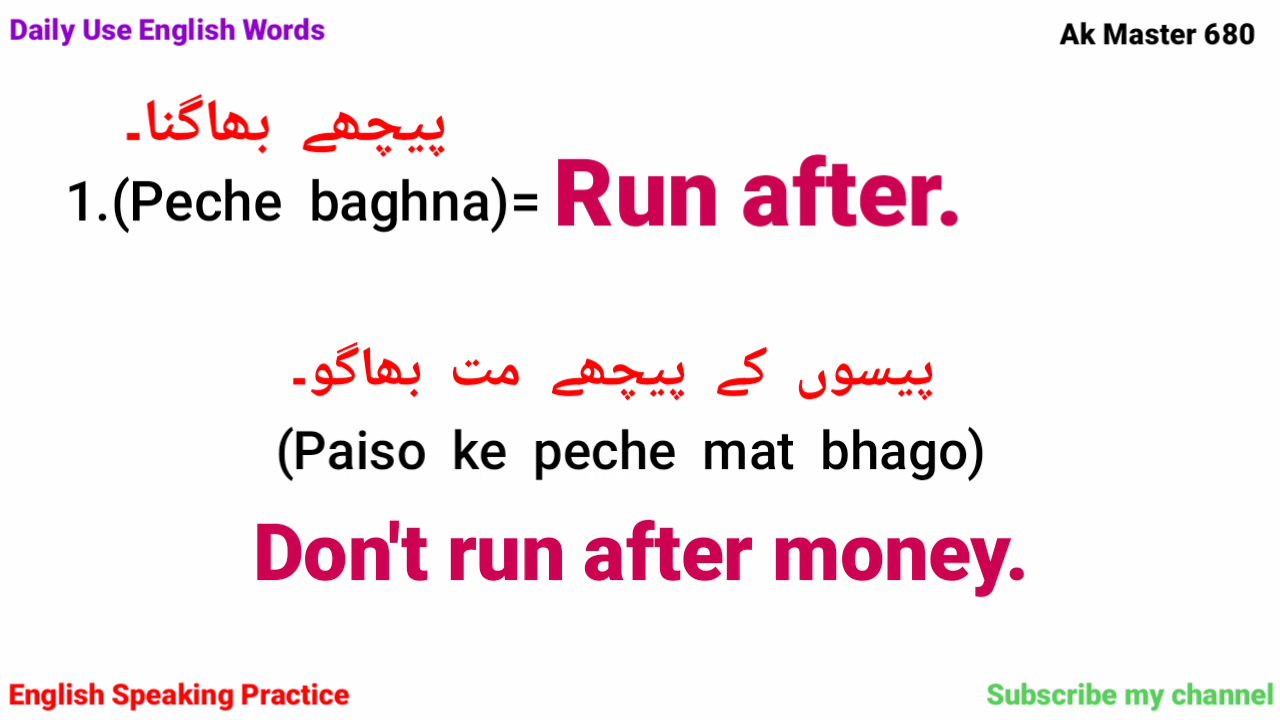 Daily Use English Words
Ak Master 680
پیچھے بھاگنا۔
1.(Peche baghna)= Run after.
پیسوں کے پیچھے مت بھاگو۔
(Paiso ke peche mat bhago)
Don't run after money.
English Speaking Practice
Subscribe my channel